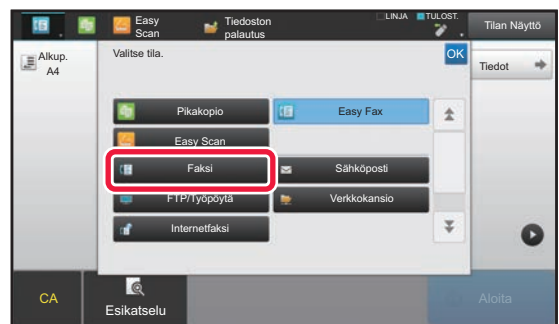 Easy
Scan
Tiedoston
palautus
LINJA
TULOST.
Tilan Näyttö
Alkup.
A4
Valitse tila.
OK
Tiedot
Pikakopio
Easy Fax
Easy Scan
Faksi
Sähköposti
FTP/Työpöytä
Verkkokansio
Internetfaksi
CA
Esikatselu
Aloita